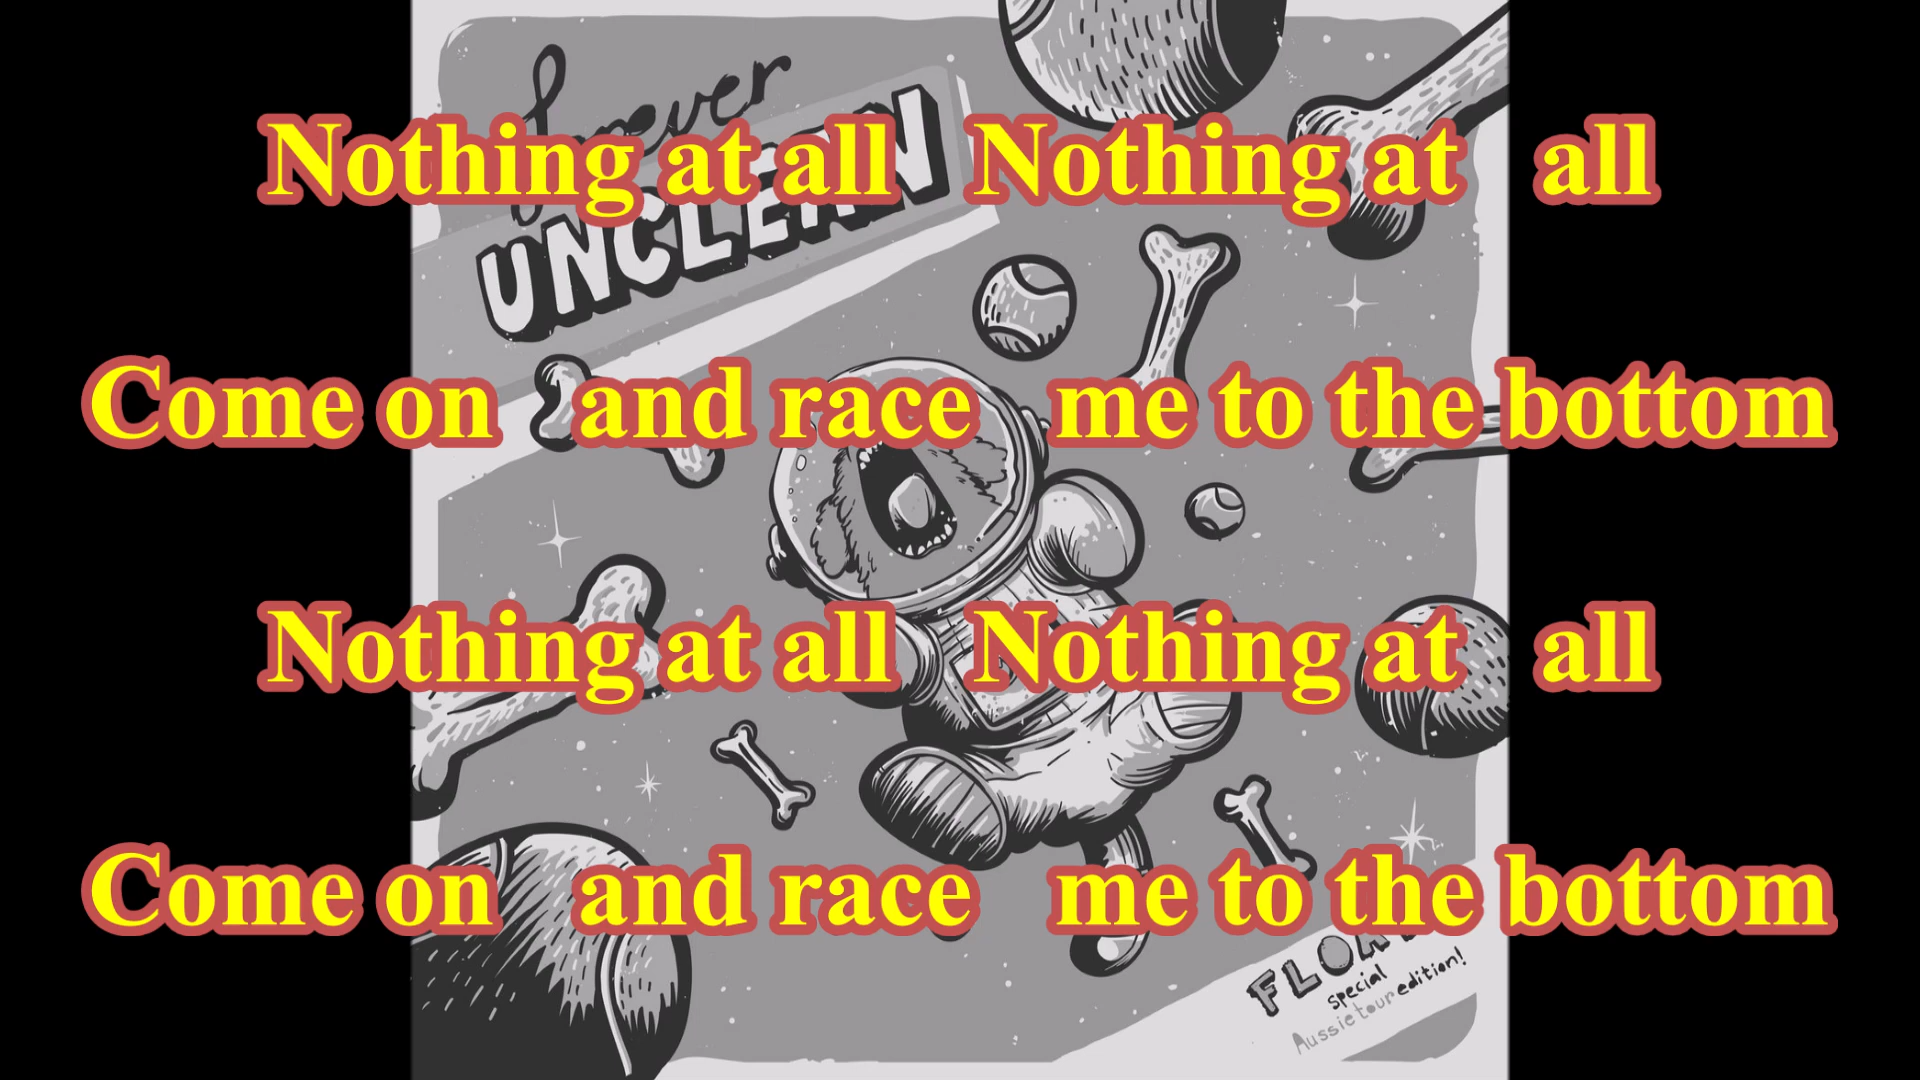 forever
UNCLEAN
Nothing at all Nothing at all
Come on and race me to the bottom
Nothing at all Nothing at all
Come on and race me to the bottom
special
Aussie tour edition!